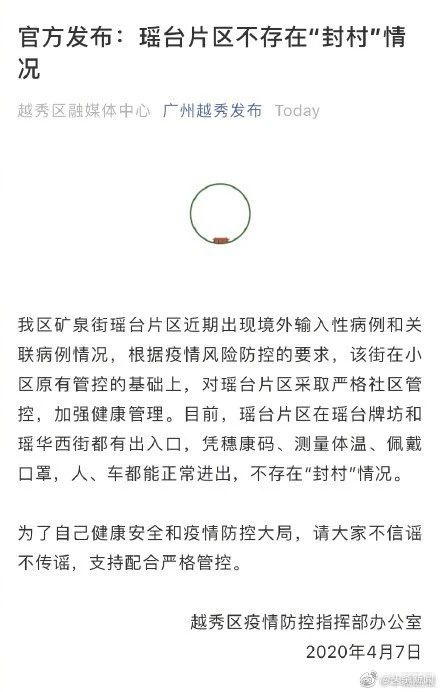 官方发布：瑶台片区不存在“封村”情
况
越秀区融媒体中心 广州越秀发布 Today
我区矿泉街瑶台片区近期出现境外输入性病例和关
联病例情况，根据疫情风险防控的要求，该街在小
区原有管控的基础上，对瑶台片区采取严格社区管
控，加强健康管理。目前，瑶台片区在瑶台牌坊和
瑶华西街都有出入口，凭穗康码、测量体温、佩戴
口罩，人、车都能正常进出，不存在“封村”情况。
为了自己健康安全和疫情防控大局，请大家不信谣
不传谣，支持配合严格管控。
越秀区疫情防控指挥部办公室
2020年4月7日